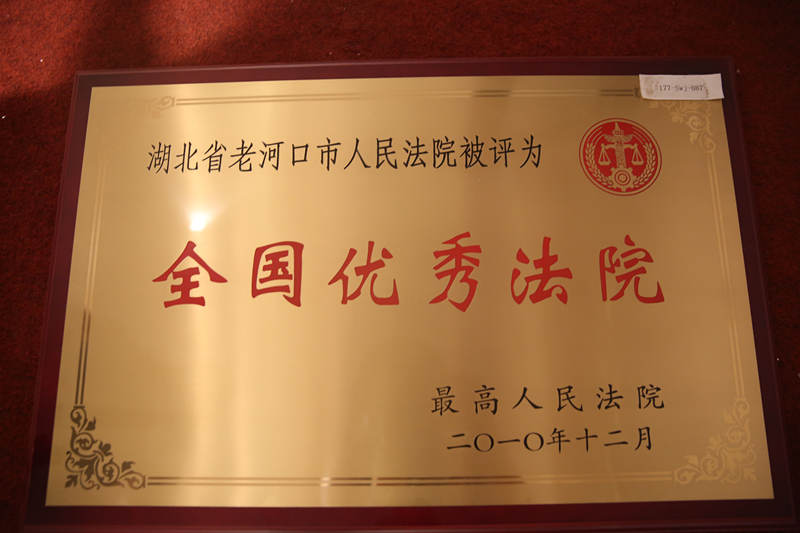 湖北省老河口市人民法院被评为
全国优秀法院
最高人民法院
二〇一〇年十二月